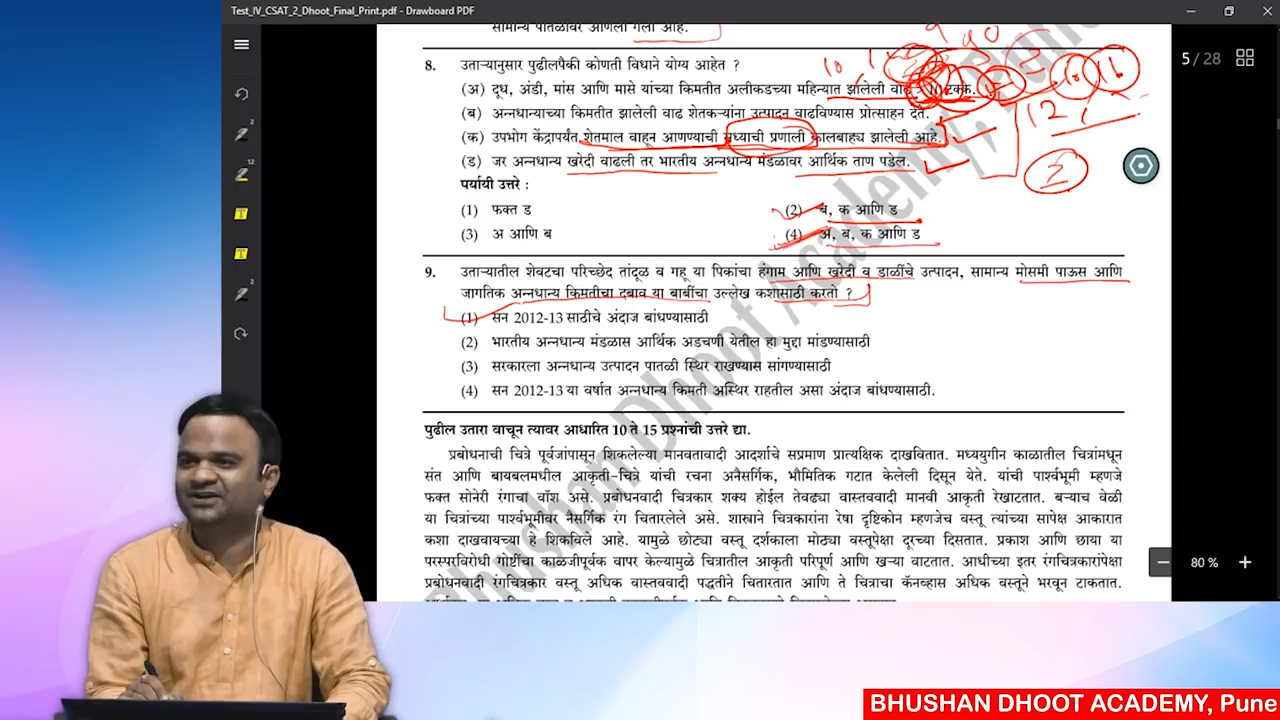 Test_IV_CSAT_2_Dhoot_Final_Print.pdf - Drawboard PDF
सामान्य पातळीवर आणला गेला आहे.
5 / 28
8. उताऱ्यानुसार पुढीलपैकी कोणती विधाने योग्य आहेत ?
(अ) दूध, अंडी, मांस आणि मासे यांच्या किमतीत अलीकडच्या महिन्यात झालेली वाढ 10 टक्के.
(ब) अन्नधान्याच्या किमतीत झालेली वाढ शेतकऱ्यांना उत्पादन वाढविण्यास प्रोत्साहन देते.
(क) उपभोग केंद्रापर्यंत शेतमाल वाहून आणण्याची सध्याची प्रणाली कालबाह्य झालेली आहे.
(ड) जर अन्नधान्य खरेदी वाढली तर भारतीय अन्नधान्य मंडळावर आर्थिक ताण पडेल.
पर्यायी उत्तरे :
(1) फक्त ड (2) ब, क आणि ड
(3) अ आणि ब (4) अ, ब, क आणि ड
12
9. उताऱ्यातील शेवटचा परिच्छेद तांदूळ व गहू या पिकांचा हंगाम आणि खरेदी व डाळींचे उत्पादन, सामान्य मोसमी पाऊस आणि
जागतिक अन्नधान्य किमतीचा दबाव या बाबींचा उल्लेख कशासाठी करतो ?
(1) सन 2012-13 साठीचे अंदाज बांधण्यासाठी
(2) भारतीय अन्नधान्य मंडळास आर्थिक अडचणी येतील हा मुद्दा मांडण्यासाठी
(3) सरकारला अन्नधान्य उत्पादन पातळी स्थिर राखण्यास सांगण्यासाठी
(4) सन 2012-13 या वर्षात अन्नधान्य किमती अस्थिर राहतील असा अंदाज बांधण्यासाठी.
पुढील उतारा वाचून त्यावर आधारित 10 ते 15 प्रश्नांची उत्तरे द्या.
प्रबोधनाची चित्रे पूर्वजांपासून शिकलेल्या मानवतावादी आदर्शाचे सप्रमाण प्रात्यक्षिक दाखवितात. मध्ययुगीन काळातील चित्रांमधून
संत आणि बायबलमधील आकृती-चित्रे यांची रचना अनैसर्गिक, भौमितिक गटात केलेली दिसून येते. यांची पार्श्वभूमी म्हणजे
फक्त सोनेरी रंगाचा वॉश असे. प्रबोधनवादी चित्रकार शक्य होईल तेवढ्या वास्तववादी मानवी आकृती रेखाटतात. बऱ्याच वेळी
या चित्रांच्या पार्श्वभूमीवर नैसर्गिक रंग चितारलेले असे. शास्त्राने चित्रकारांना रेषा दृष्टिकोन म्हणजेच वस्तू त्यांच्या सापेक्ष आकारात
कशा दाखवायच्या हे शिकविले आहे. यामुळे छोट्या वस्तू दर्शकाला मोठ्या वस्तूपेक्षा दूरच्या दिसतात. प्रकाश आणि छाया या
परस्परविरोधी गोष्टींचा काळजीपूर्वक वापर केल्यामुळे चित्रातील आकृती परिपूर्ण आणि खऱ्या वाटतात. आधीच्या इतर रंगचित्रकारांपेक्षा
प्रबोधनवादी रंगचित्रकार वस्तू अधिक वास्तववादी पद्धतीने चितारतात आणि ते चित्राचा कॅनव्हास अधिक वस्तूने भरवून टाकतात.
80 %
Bhushan Dhoot Academy, Pune
BHUSHAN DHOOT ACADEMY, Pune